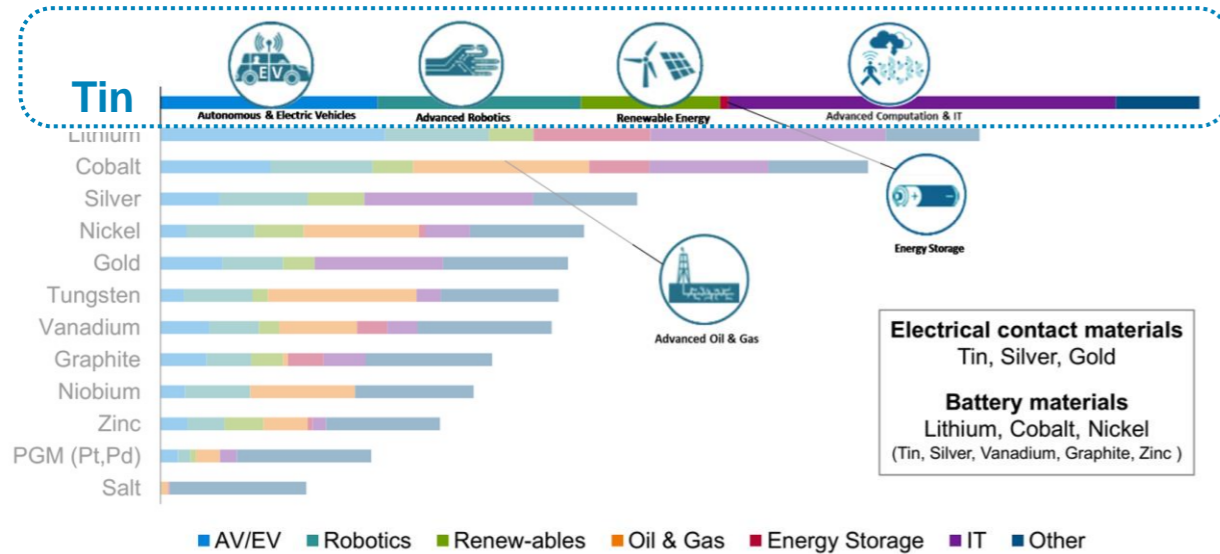 EV
Tin
Autonomous & Electric Vehicles
Advanced Robotics
Renewable Energy
Advanced Computation & IT
Lithium
Cobalt
Silver
Energy Storage
Nickel
Gold
Tungsten
Vanadium
Advanced Oil & Gas
Graphite
Niobium
Zinc
PGM (Pt,Pd)
Salt
Electrical contact materials
Tin, Silver, Gold
Battery materials
Lithium, Cobalt, Nickel
(Tin, Silver, Vanadium, Graphite, Zinc )
AV/EV Robotics Renew-ables Oil & Gas Energy Storage IT Other